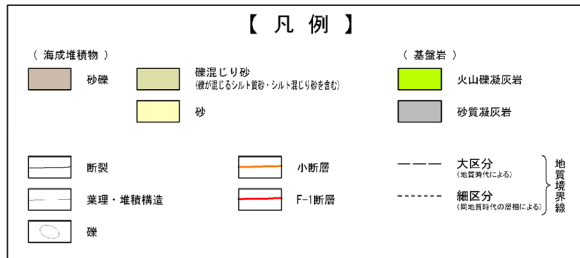 【 凡 例 】
（ 海成堆積物 ）
砂礫
礫混じり砂
(礫が混じるシルト質砂・シルト混じり砂を含む)
砂
（ 基盤岩 ）
火山礫凝灰岩
砂質凝灰岩
断裂
葉理・堆積構造
礫
小断層
F-1断層
大区分
(地質時代による)
細区分
(同地質時代の層相による)
地質境界線